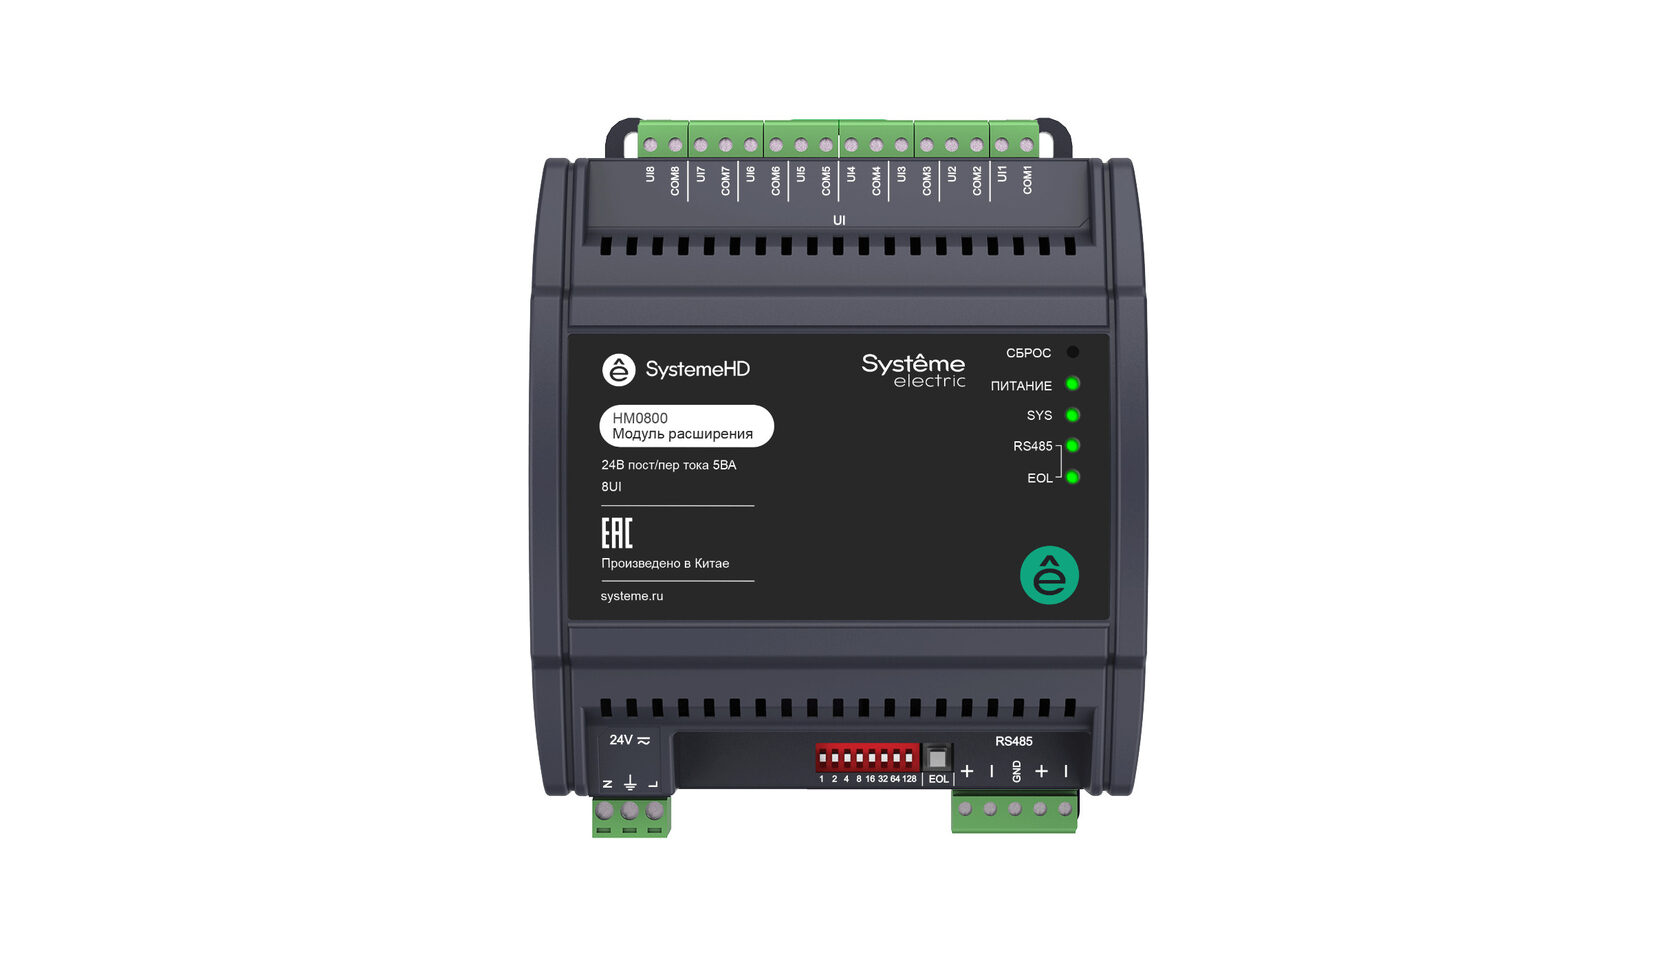 UI8 COM8 UI7 COM7 UI6 COM6 UI5 COM5 UI4 COM4 UI3 COM3 UI2 COM2 UI1 COM1
UI
SystemeHD
Système
electric
HM0800
Модуль расширения
24В пост/пер тока 5ВА
8UI
EAC
Произведено в Китае
systeme.ru
СБРОС
ПИТАНИЕ
SYS
RS485
EOL
ê
24V
N L
1 2 4 8 16 32 64 128
EOL
RS485
+ – GND + –